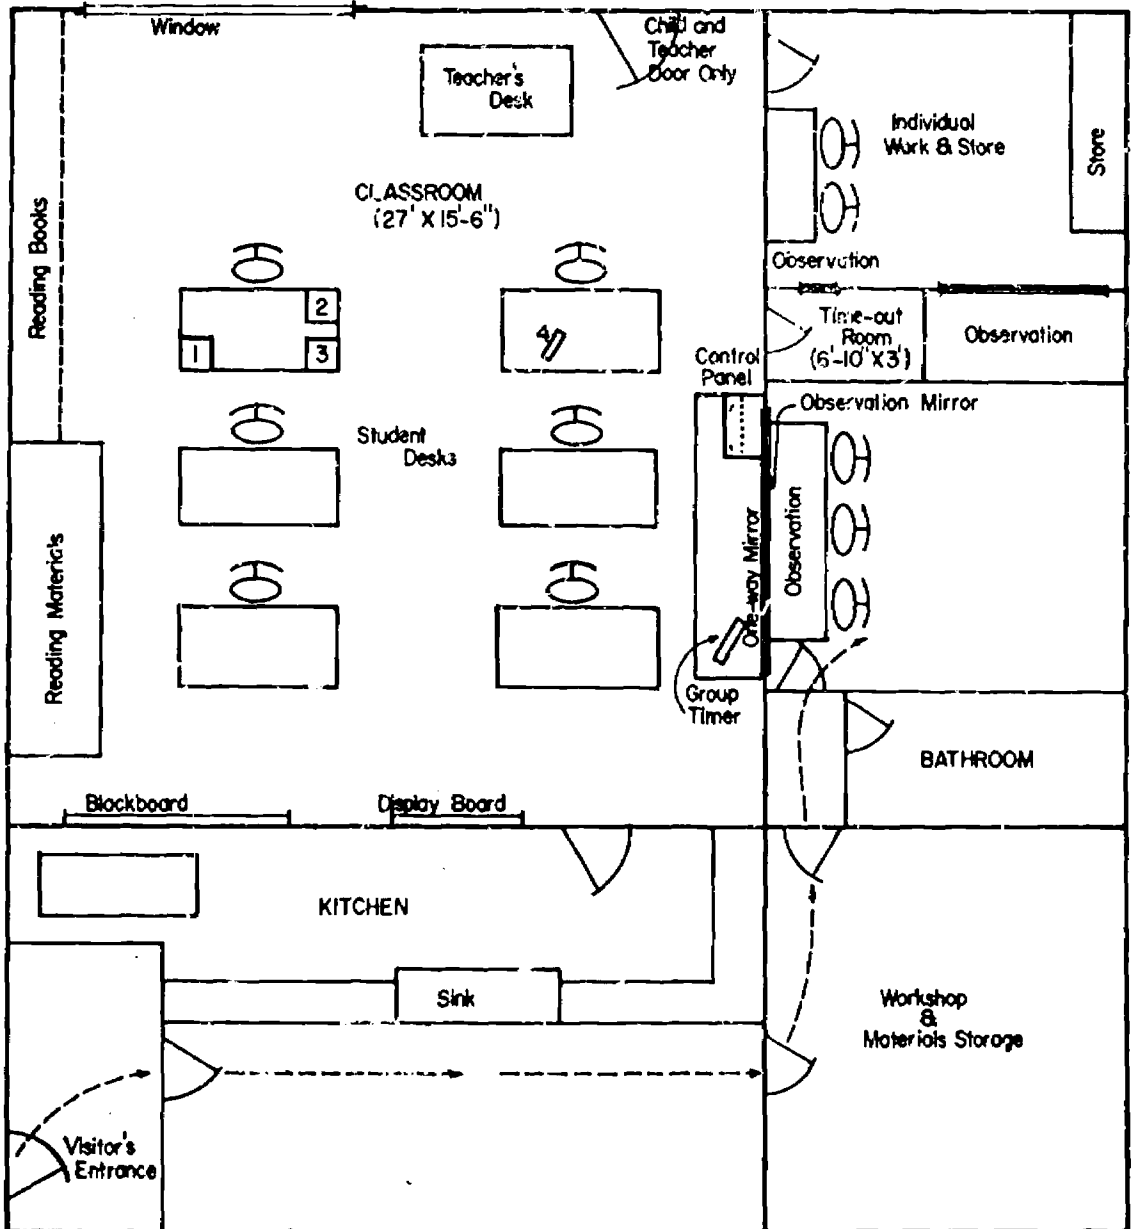 Window
Child and
Teacher
Door Only
Teacher's
Desk
Individual
Work & Store
Store
CLASSROOM
(27' X 15'-6")
Reading Books
Observation
2
1
3
4
Time-out
Room
(6'-10" X 3')
Observation
Control
Panel
Observation Mirror
Student
Desks
One-way Mirror
Observation
Reading Materials
Group
Timer
BATHROOM
Blackboard
Display Board
KITCHEN
Sink
Workshop
&
Materials Storage
Visitor's
Entrance